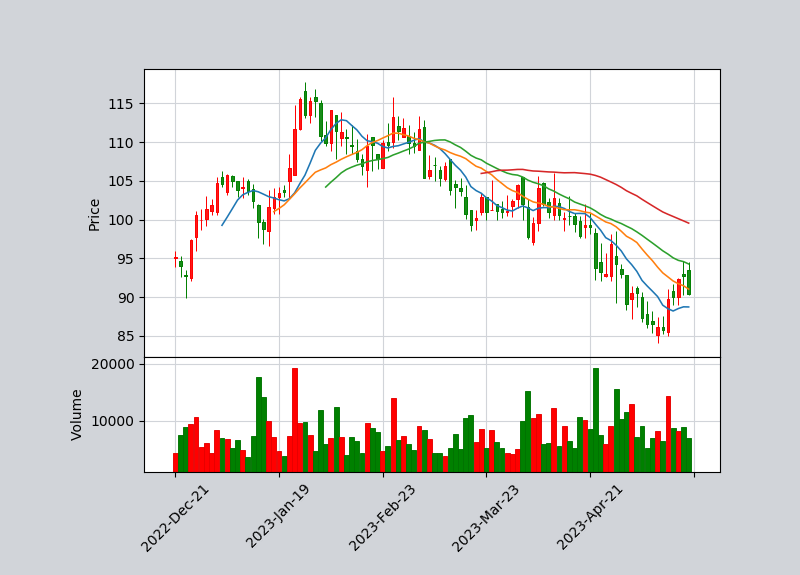 115
110
105
100
95
90
85
Price
20000
10000
Volume
2022-Dec-21
2023-Jan-19
2023-Feb-23
2023-Mar-23
2023-Apr-21